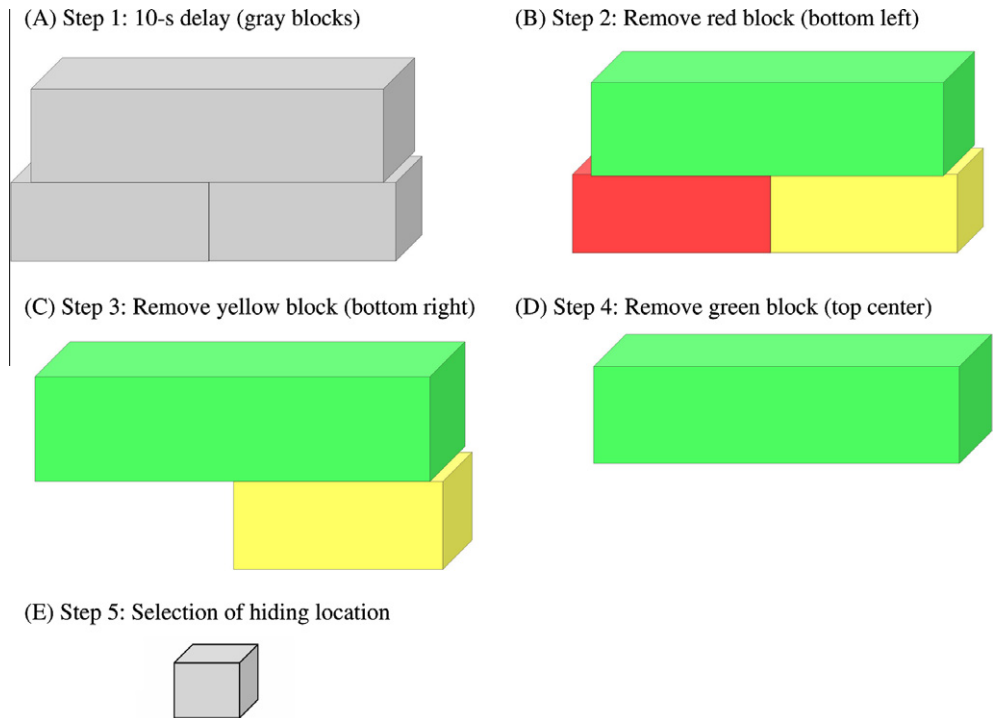 (A) Step 1: 10-s delay (gray blocks)
(B) Step 2: Remove red block (bottom left)
(C) Step 3: Remove yellow block (bottom right)
(D) Step 4: Remove green block (top center)
(E) Step 5: Selection of hiding location